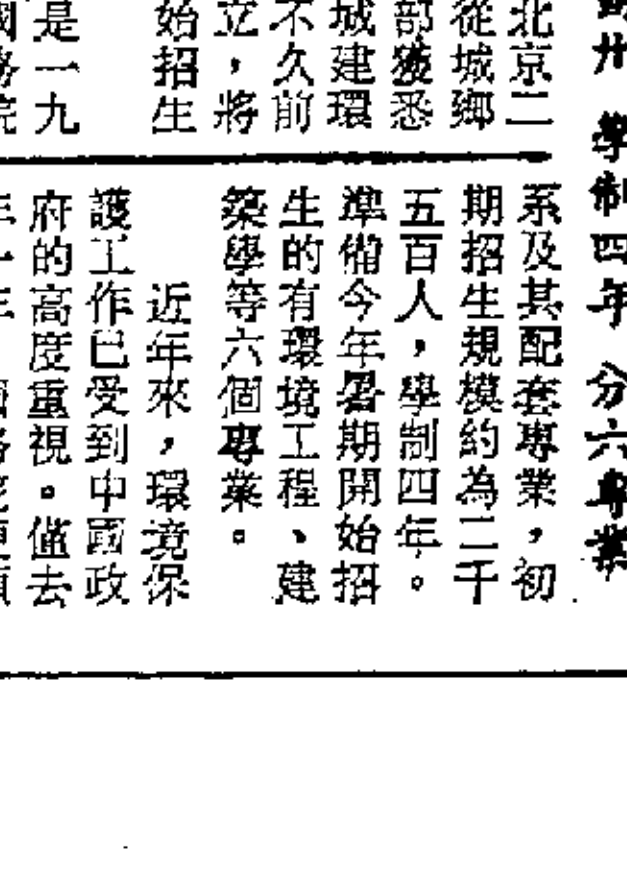 州 學制四年 分六專業
北京二
從城鄉
部獲悉
城建環
不久前
立，將
始招生
是一九
系及其配套專業，初
期招生規模約為二千
五百人，學制四年。
準備今年暑期開始招
生的有環境工程、建
築學等六個專業。
近年來，環境保
護工作已受到中國政
府的高度重視。僅去